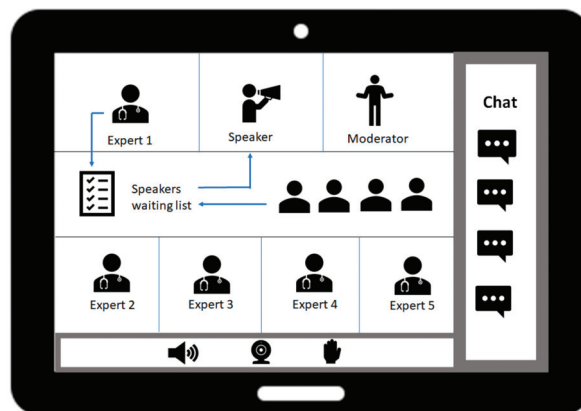 Chat
Expert 1
Speaker
Moderator
Speakers
waiting list
Expert 2
Expert 3
Expert 4
Expert 5